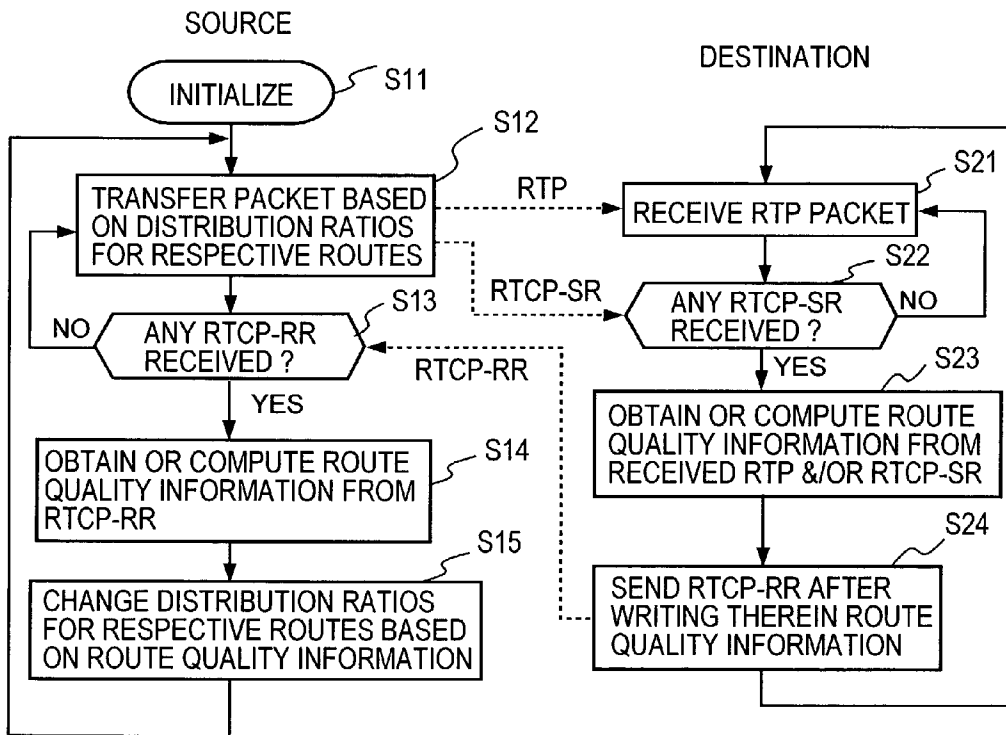 SOURCE
INITIALIZE
S11
S12
TRANSFER PACKET BASED
ON DISTRIBUTION RATIOS
FOR RESPECTIVE ROUTES
S13
NO
ANY RTCP-RR
RECEIVED ?
YES
S14
OBTAIN OR COMPUTE ROUTE
QUALITY INFORMATION FROM
RTCP-RR
S15
CHANGE DISTRIBUTION RATIOS
FOR RESPECTIVE ROUTES BASED
ON ROUTE QUALITY INFORMATION
RTP
RTCP-SR
RTCP-RR
DESTINATION
S21
RECEIVE RTP PACKET
S22
ANY RTCP-SR
RECEIVED ?
NO
YES
S23
OBTAIN OR COMPUTE ROUTE
QUALITY INFORMATION FROM
RECEIVED RTP &/OR RTCP-SR
S24
SEND RTCP-RR AFTER
WRITING THEREIN ROUTE
QUALITY INFORMATION